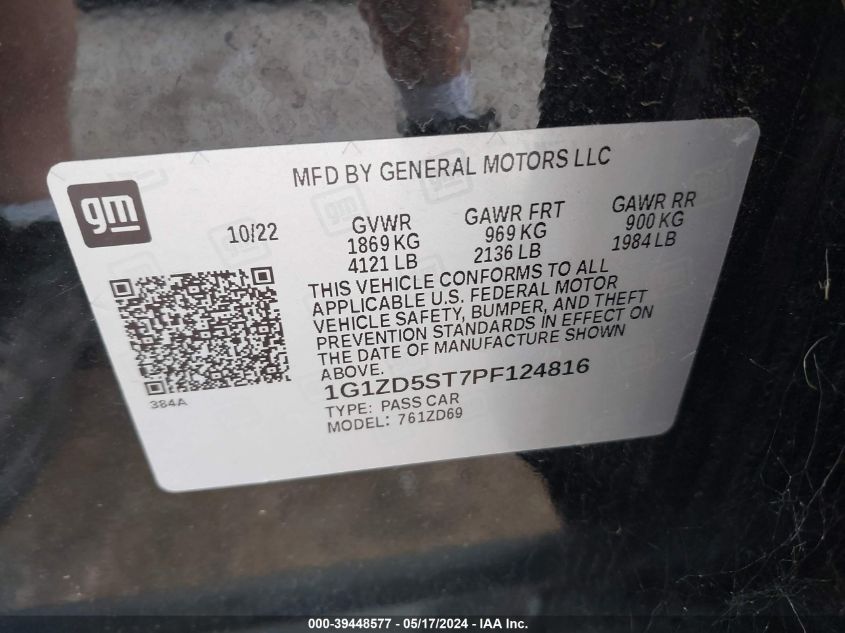 MFD BY GENERAL MOTORS LLC
gm
10/22
GVWR
1869 KG
4121 LB
GAWR FRT
969 KG
2136 LB
GAWR RR
900 KG
1984 LB
THIS VEHICLE CONFORMS TO ALL
APPLICABLE U.S. FEDERAL MOTOR
VEHICLE SAFETY, BUMPER, AND THEFT
PREVENTION STANDARDS IN EFFECT ON
THE DATE OF MANUFACTURE SHOWN
ABOVE.
1G1ZD5ST7PF124816
TYPE: PASS CAR
MODEL: 761ZD69
384A
000-39448577 - 05/17/2024 - IAA Inc.